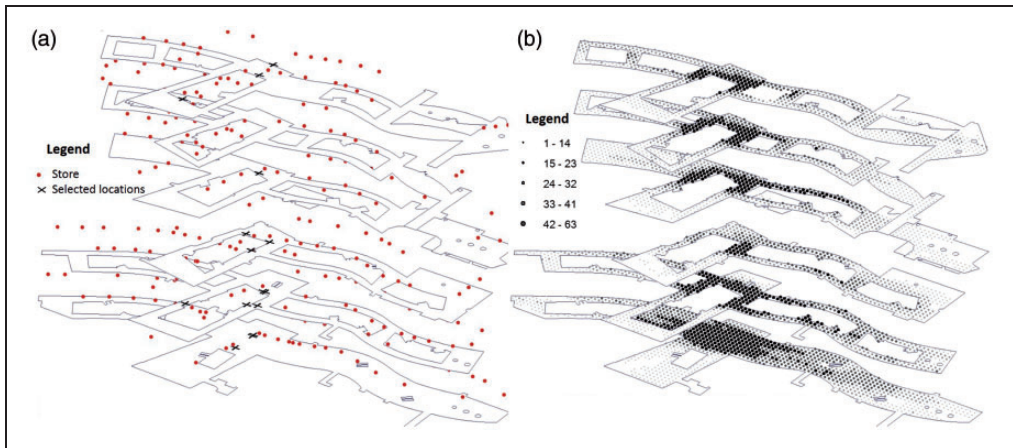 (a)
Legend
Store
Selected locations
(b)
Legend
1 - 14
15 - 23
24 - 32
33 - 41
42 - 63